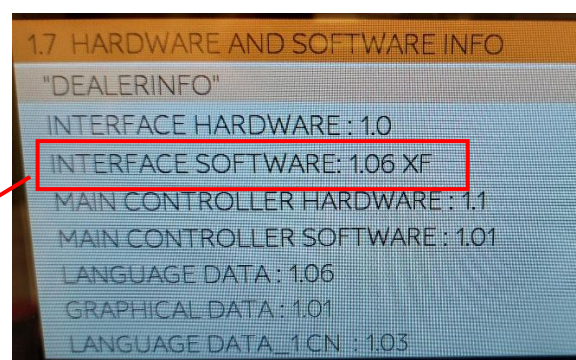 1.7 HARDWARE AND SOFTWARE INFO
"DEALERINFO"
INTERFACE HARDWARE : 1.0
INTERFACE SOFTWARE: 1.06 XF
MAIN CONTROLLER HARDWARE : 1.1
MAIN CONTROLLER SOFTWARE : 1.01
LANGUAGE DATA : 1.06
GRAPHICAL DATA : 1.01
LANGUAGE DATA_1 CN : 1.03